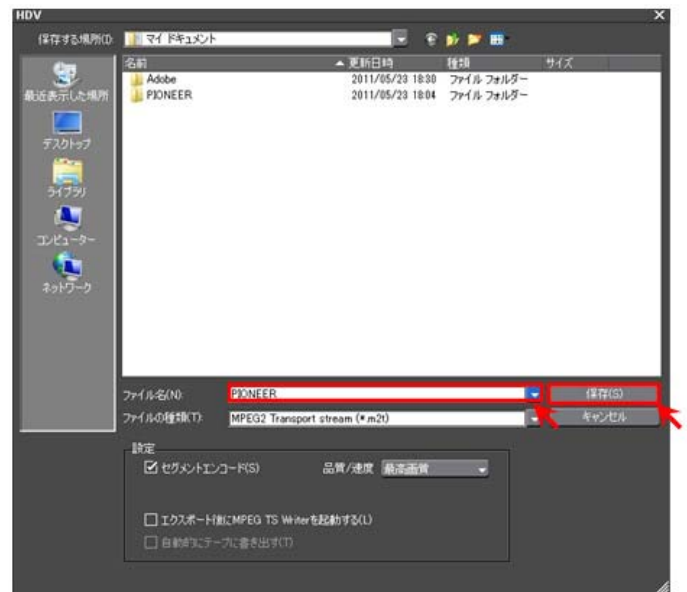 HDV
保存する場所(I): マイ ドキュメント
名前 更新日時 種類 サイズ
Adobe 2011/05/23 18:30 ファイル フォルダー
PIONEER 2011/05/23 18:04 ファイル フォルダー
最近表示した場所
デスクトップ
ライブラリ
コンピューター
ネットワーク
ファイル名(N): PIONEER 保存(S)
ファイルの種類(T): MPEG2 Transport stream (*.m2t) キャンセル
設定
セグメントエンコード(S) 品質/速度 最高画質
エクスポート後にMPEG TS Writerを起動する(L)
自動的にテープに書き出す(T)